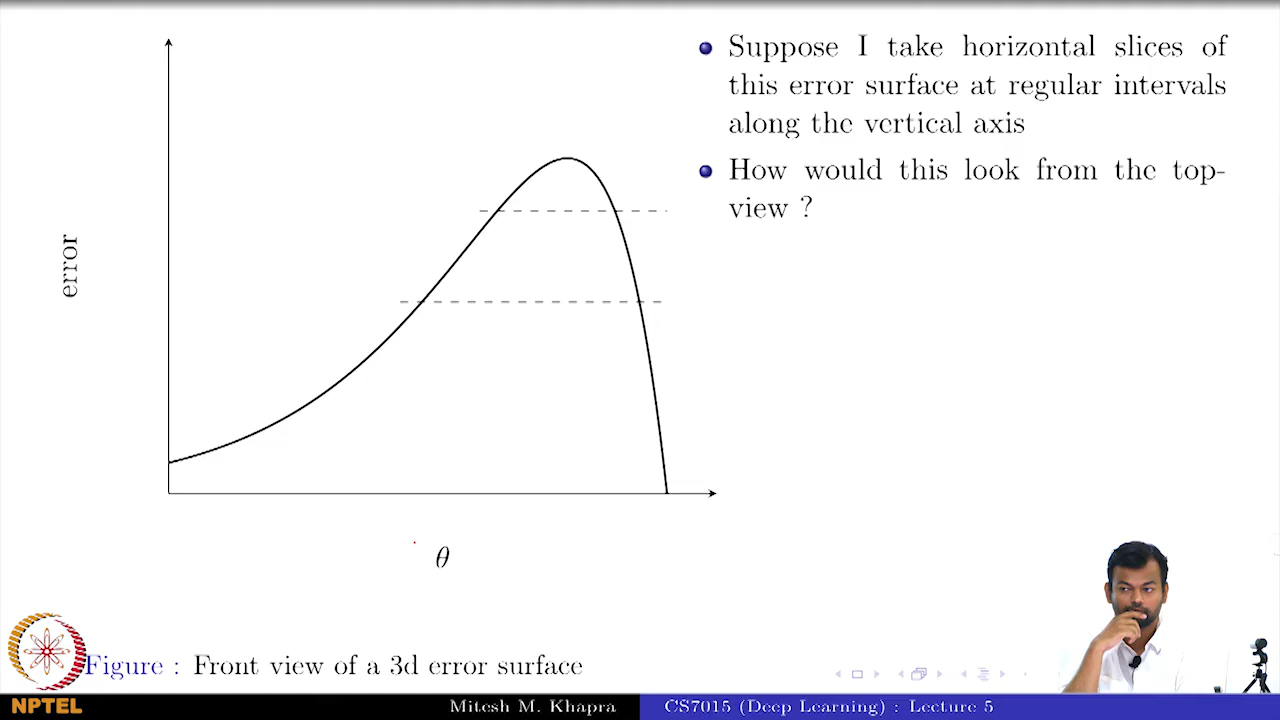 Suppose I take horizontal slices of
this error surface at regular intervals
along the vertical axis
How would this look from the top-
view ?
error
θ
Figure : Front view of a 3d error surface
NPTEL
Mitesh M. Khapra
CS7015 (Deep Learning) : Lecture 5